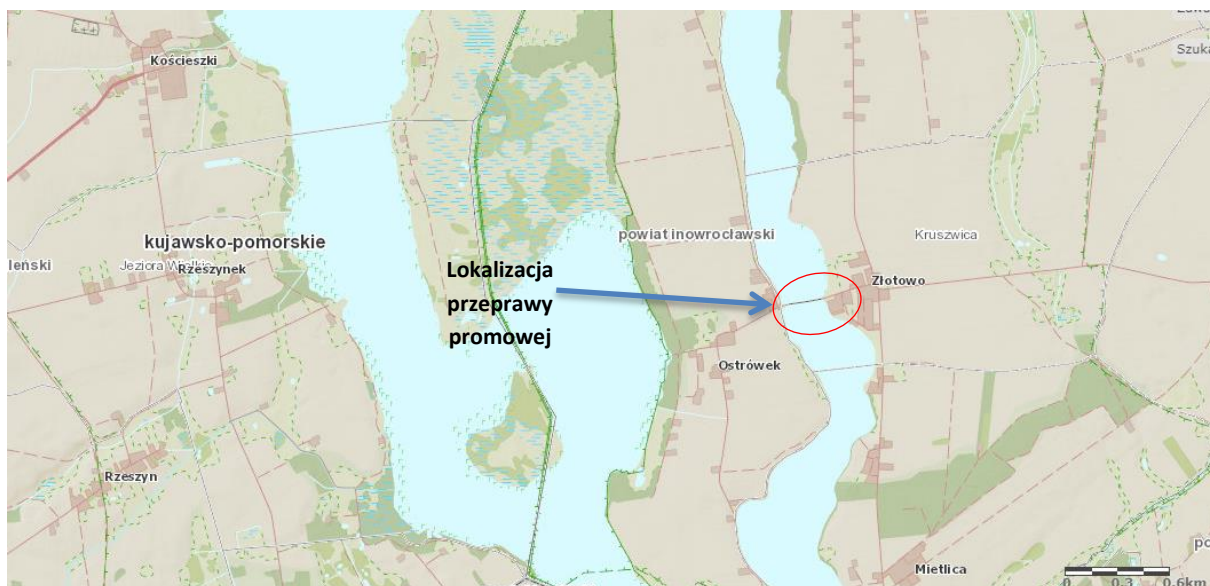 Kościeszki
Szuka
powiat inowrocławski
Kruszwica
kujawsko-pomorskie
leński
Jeziora Wielkie
Rzeszynek
Lokalizacja
przeprawy
promowej
Złotowo
Ostrówek
Rzeszyn
Mietlica
po
0 0.3 0.6km